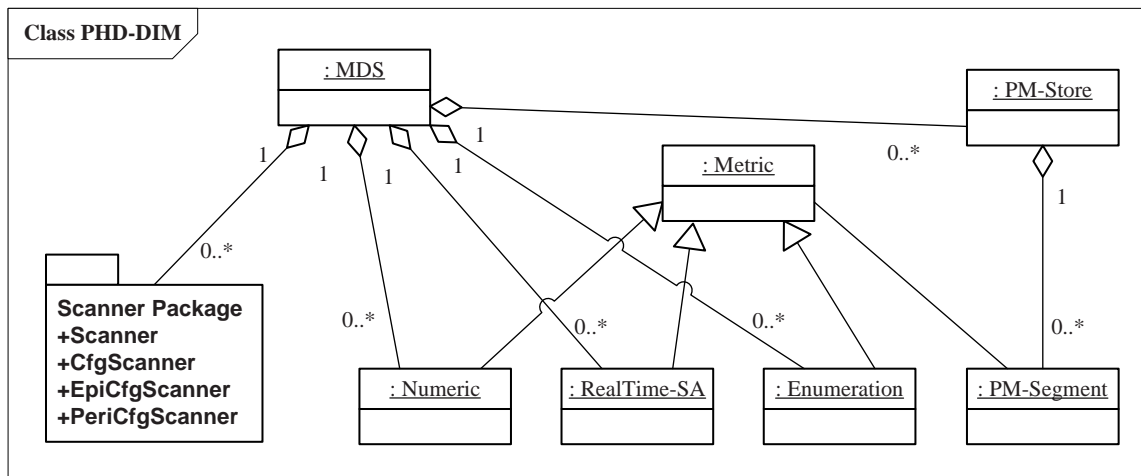 Class PHD-DIM
: MDS
: PM-Store
1
1
1
1
1
0..*
1
: Metric
0..*
Scanner Package
+Scanner
+CfgScanner
+EpiCfgScanner
+PeriCfgScanner
0..*
0..*
0..*
0..*
: Numeric
: RealTime-SA
: Enumeration
: PM-Segment